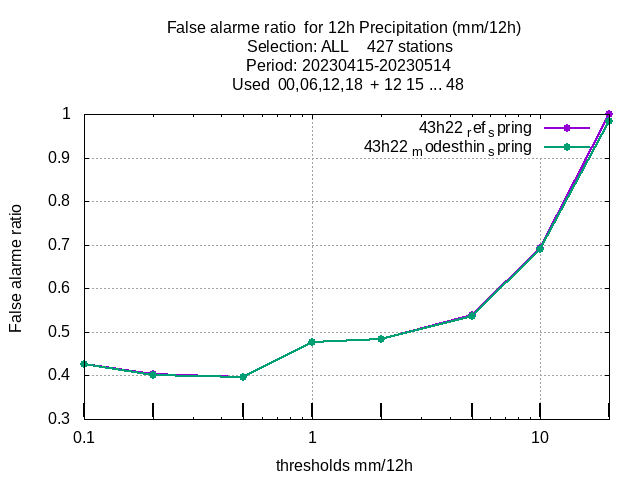 False alarme ratio  for 12h Precipitation (mm/12h)
Selection: ALL    427 stations
Period: 20230415-20230514
Used  00,06,12,18  + 12 15 ... 48
43h22 ref spring
43h22 modesthin spring
1
0.9
0.8
0.7
0.6
0.5
0.4
0.3
False alarme ratio
0.1
1
10
thresholds mm/12h